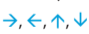 →, ←, ↑, ↓